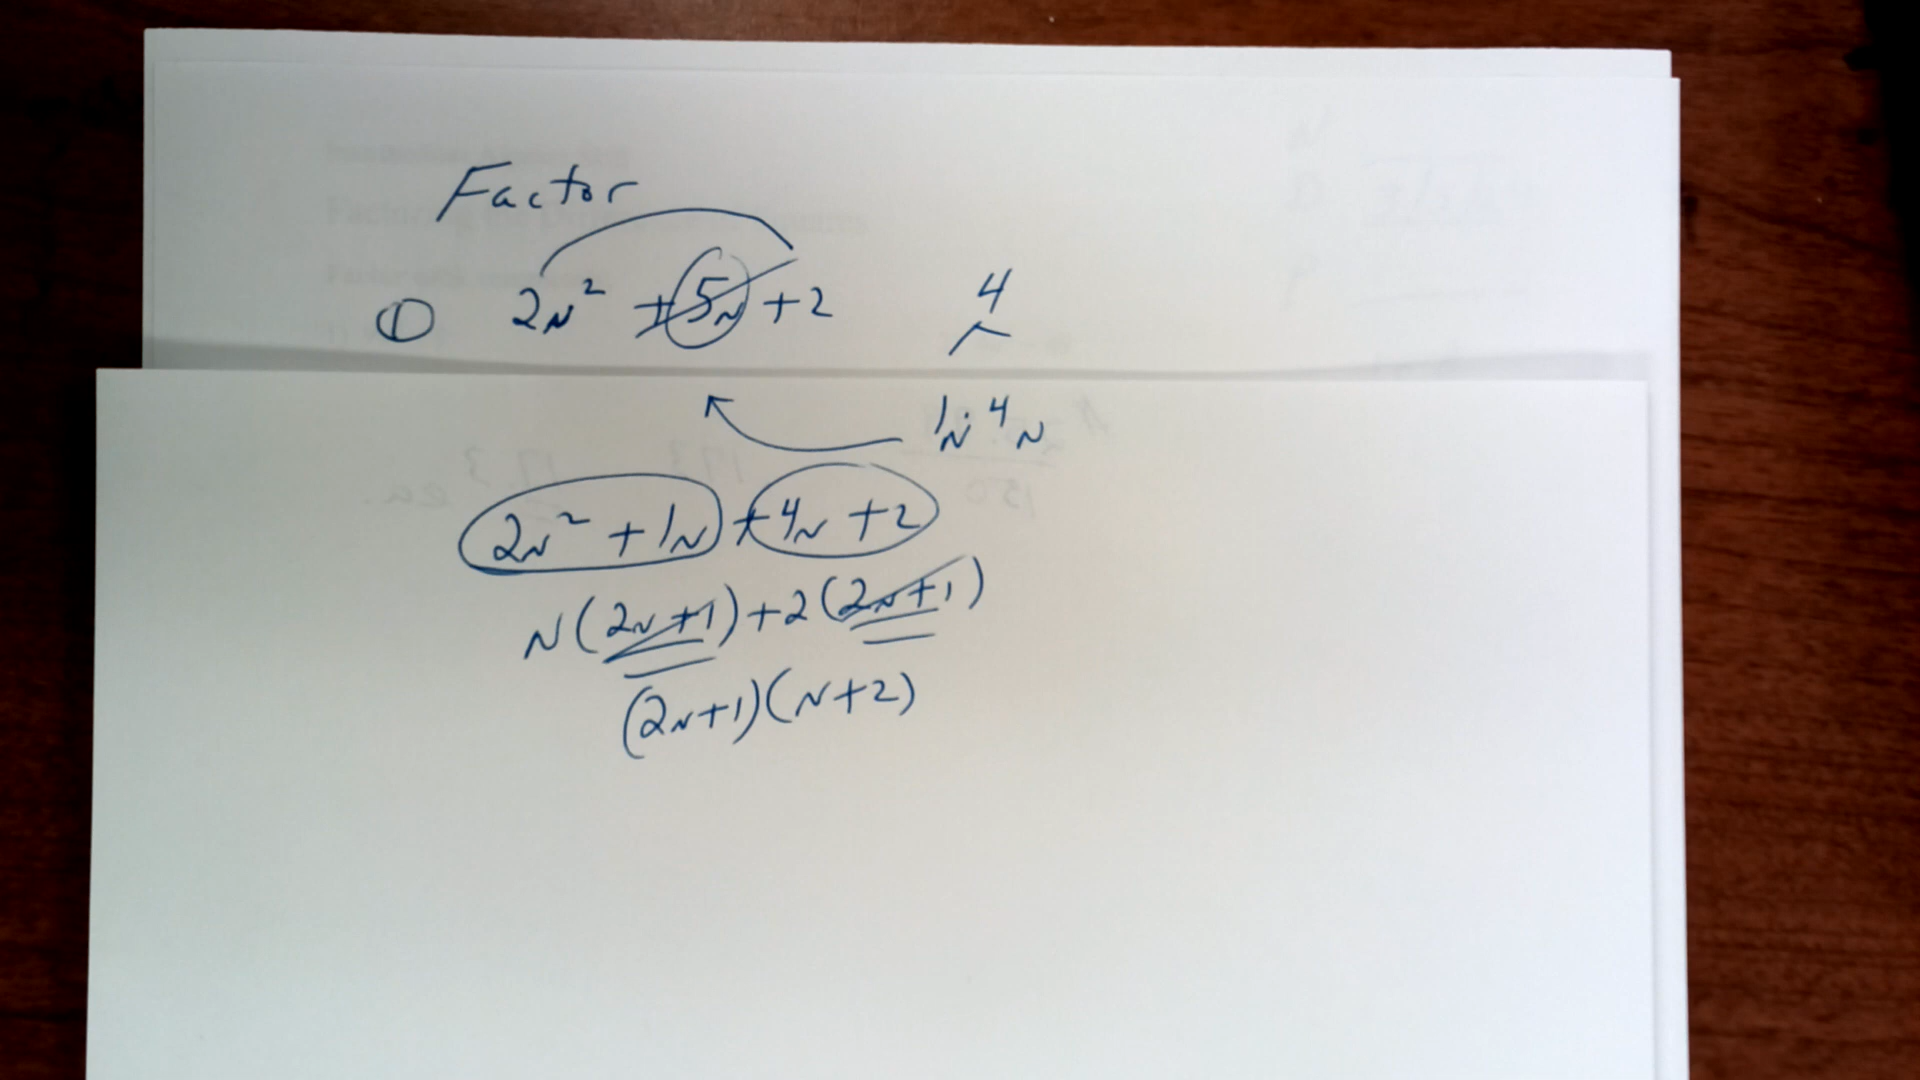 Factor
① 2N² +5N +2
4
1N 4N
2N² +1N +4N +2
N(2N+1)+2(2N+1)
(2N+1)(N+2)